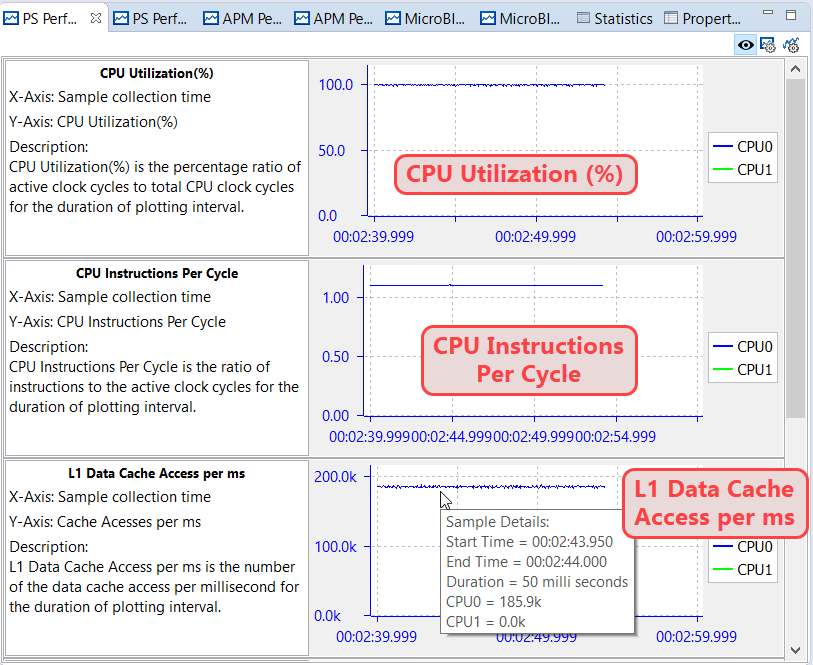 PS Perf... PS Perf... APM Pe... APM Pe... MicroBl... MicroBl... Statistics Propert...
CPU Utilization(%)
X-Axis: Sample collection time
Y-Axis: CPU Utilization(%)
Description:
CPU Utilization(%) is the percentage ratio of
active clock cycles to total CPU clock cycles
for the duration of plotting interval.
100.0
50.0
0.0
00:02:39.999 00:02:49.999 00:02:59.999
CPU Utilization (%)
CPU0
CPU1
CPU Instructions Per Cycle
X-Axis: Sample collection time
Y-Axis: CPU Instructions Per Cycle
Description:
CPU Instructions Per Cycle is the ratio of
instructions to the active clock cycles for the
duration of plotting interval.
1.00
0.50
0.00
00:02:39.999 00:02:44.999 00:02:49.999 00:02:54.999
CPU Instructions
Per Cycle
CPU0
CPU1
L1 Data Cache Access per ms
X-Axis: Sample collection time
Y-Axis: Cache Acesses per ms
Description:
L1 Data Cache Access per ms is the number
of the data cache access per millisecond for
the duration of plotting interval.
200.0k
100.0k
0.0k
00:02:39.999 00:02:49.999 00:02:59.999
L1 Data Cache
Access per ms
Sample Details:
Start Time = 00:02:43.950
End Time = 00:02:44.000
Duration = 50 milli seconds
CPU0 = 185.9k
CPU1 = 0.0k
CPU0
CPU1